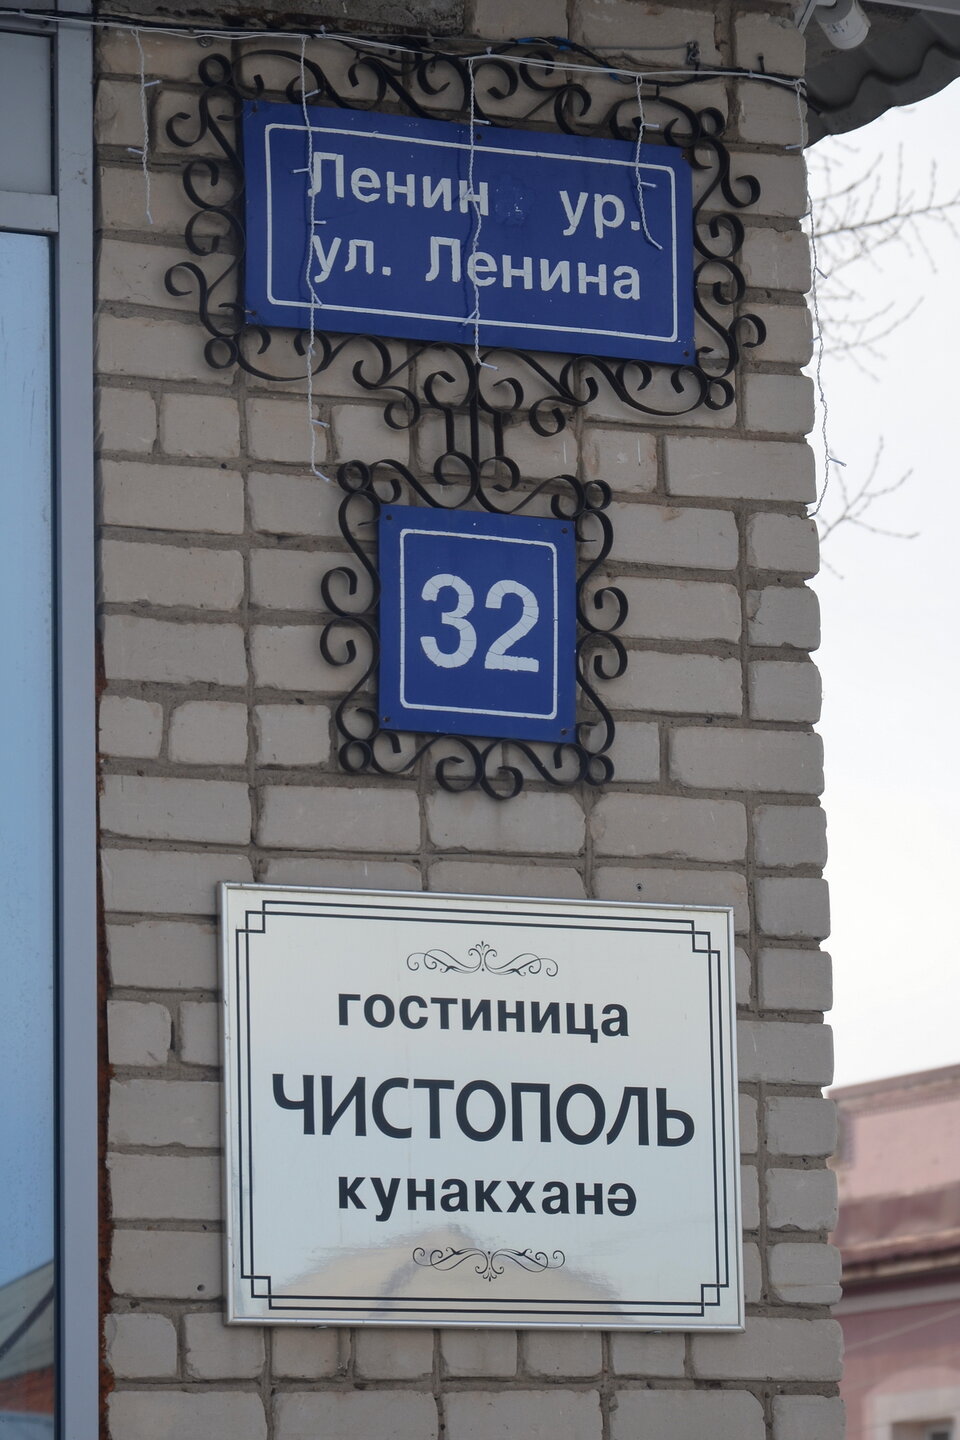 Ленин ур.
ул. Ленина
32
гостиница
ЧИСТОПОЛЬ
кунакханә